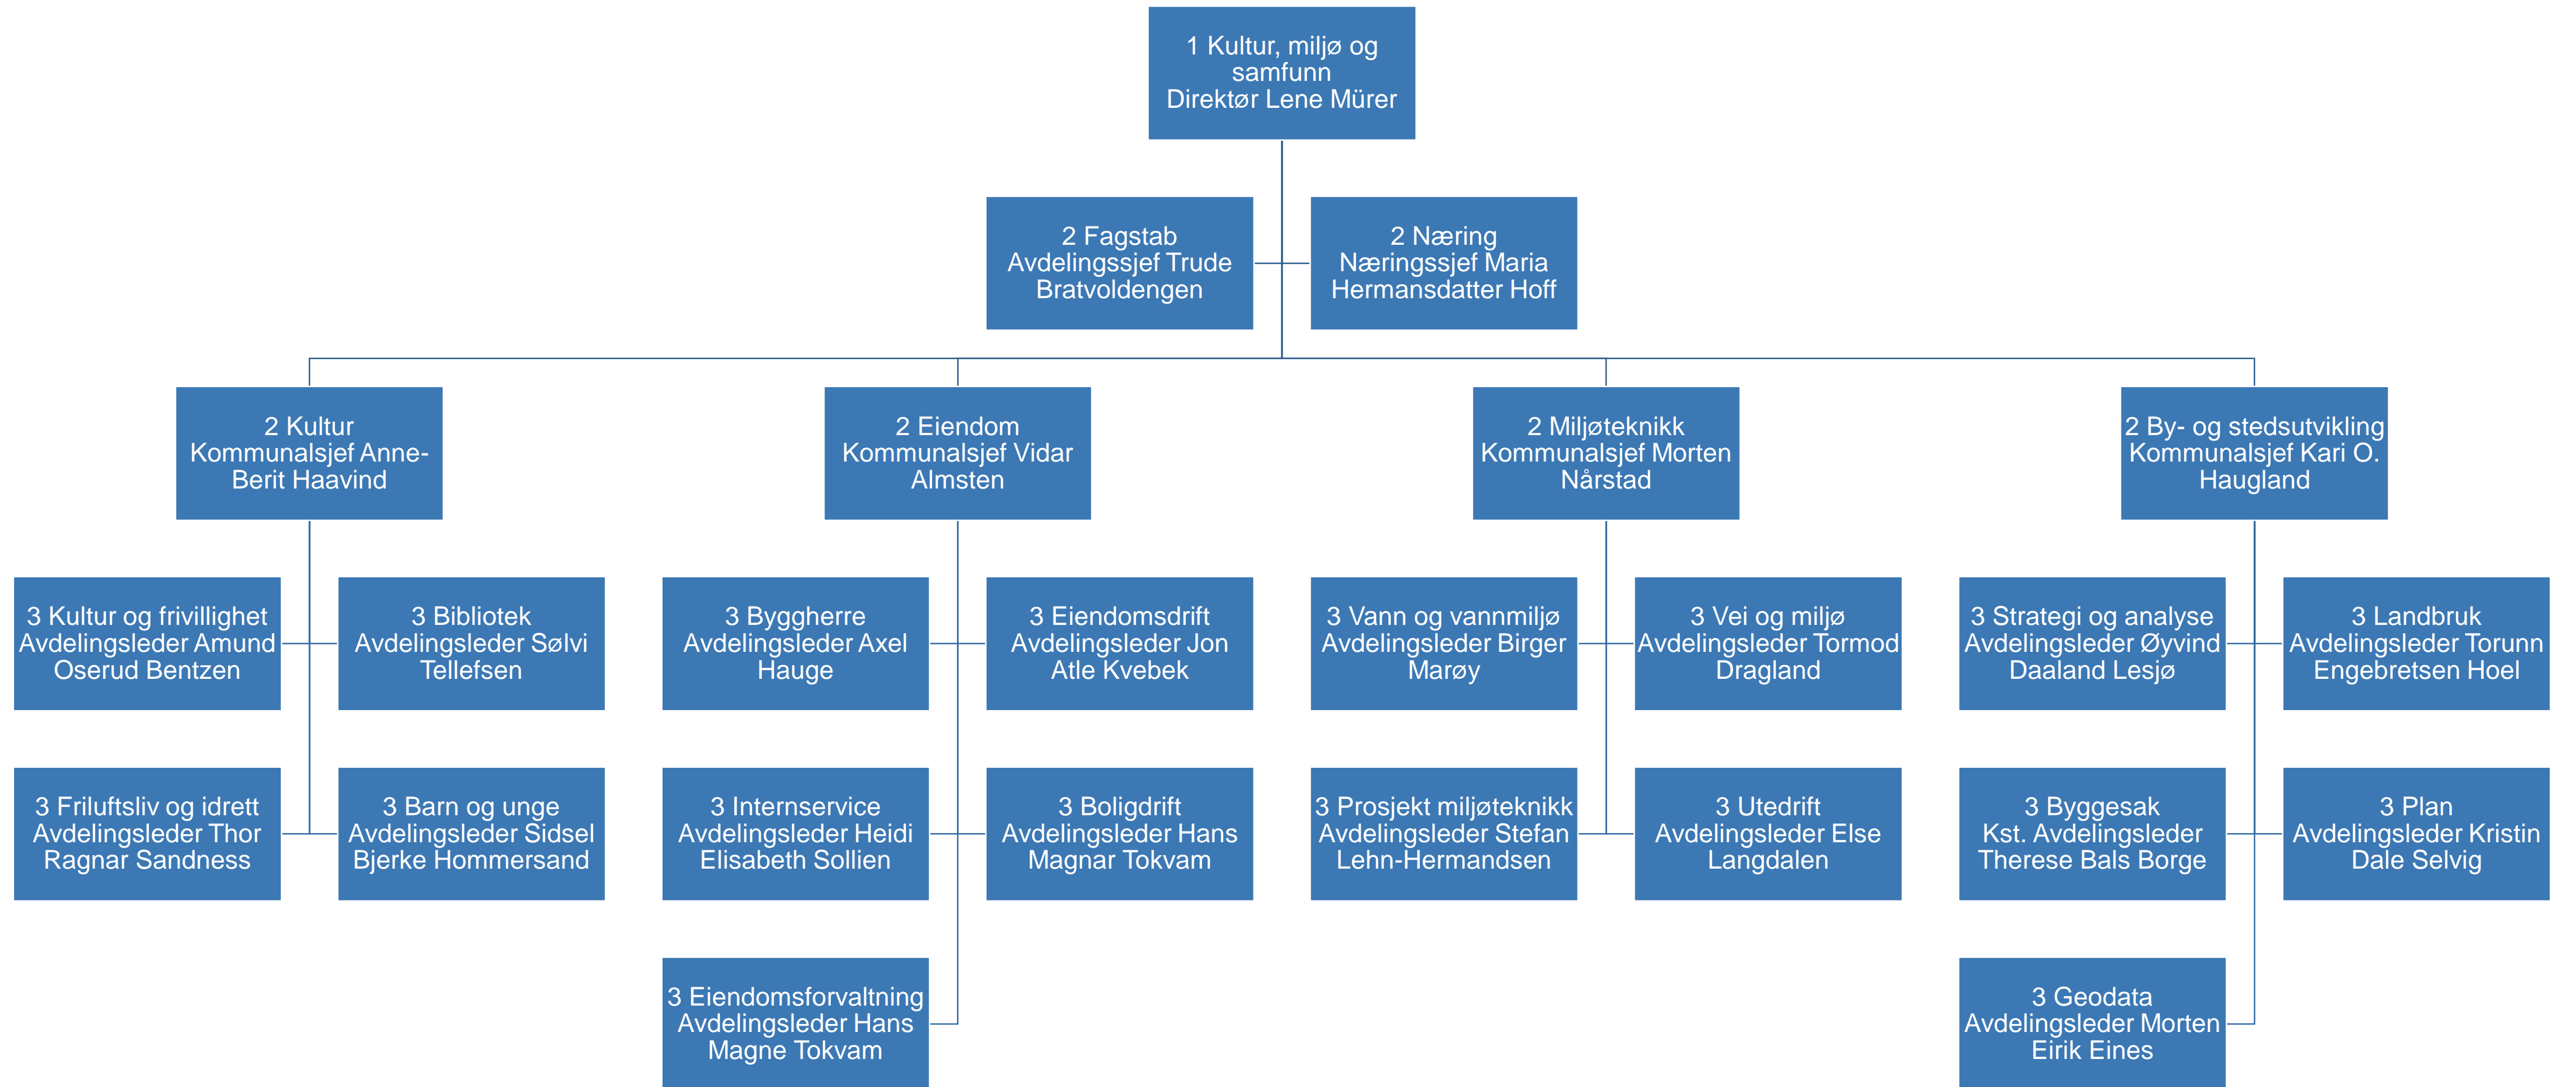 1 Kultur, miljø og
samfunn
Direktør Lene Mürer
2 Fagstab
Avdelingssjef Trude
Bratvoldengen
2 Næring
Næringssjef Maria
Hermansdatter Hoff
2 Kultur
Kommunalsjef Anne-
Berit Haavind
2 Eiendom
Kommunalsjef Vidar
Almsten
2 Miljøteknikk
Kommunalsjef Morten
Nårstad
2 By- og stedsutvikling
Kommunalsjef Kari O.
Haugland
3 Kultur og frivillighet
Avdelingsleder Amund
Oserud Bentzen
3 Bibliotek
Avdelingsleder Sølvi
Tellefsen
3 Byggherre
Avdelingsleder Axel
Hauge
3 Eiendomsdrift
Avdelingsleder Jon
Atle Kvebek
3 Vann og vannmiljø
Avdelingsleder Birger
Marøy
3 Vei og miljø
Avdelingsleder Tormod
Dragland
3 Strategi og analyse
Avdelingsleder Øyvind
Daaland Lesjø
3 Landbruk
Avdelingsleder Torunn
Engebretsen Hoel
3 Friluftsliv og idrett
Avdelingsleder Thor
Ragnar Sandness
3 Barn og unge
Avdelingsleder Sidsel
Bjerke Hommersand
3 Internservice
Avdelingsleder Heidi
Elisabeth Sollien
3 Boligdrift
Avdelingsleder Hans
Magnar Tokvam
3 Prosjekt miljøteknikk
Avdelingsleder Stefan
Lehn-Hermandsen
3 Utedrift
Avdelingsleder Else
Langdalen
3 Byggesak
Kst. Avdelingsleder
Therese Bals Borge
3 Plan
Avdelingsleder Kristin
Dale Selvig
3 Eiendomsforvaltning
Avdelingsleder Hans
Magne Tokvam
3 Geodata
Avdelingsleder Morten
Eirik Eines